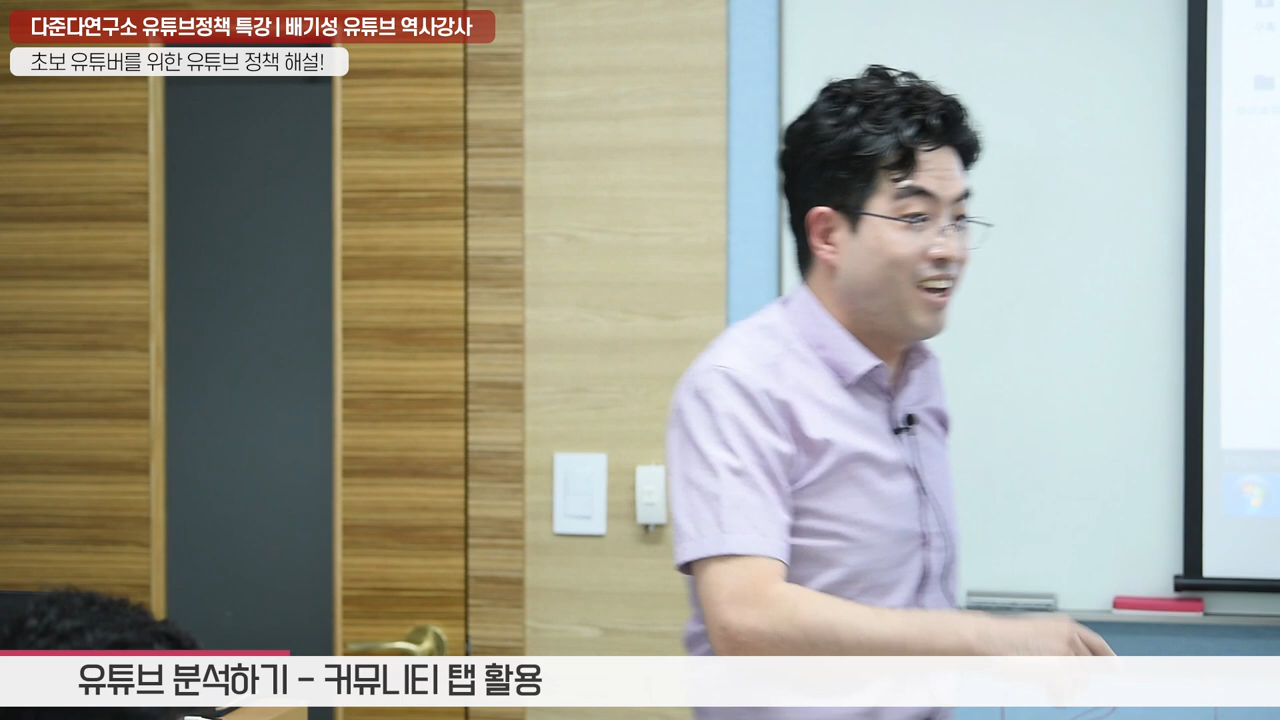 다준다연구소 유튜브정책 특강 | 배기성 유튜브 역사강사
초보 유튜버를 위한 유튜브 정책 해설!
유튜브 분석하기 - 커뮤니티 탭 활용